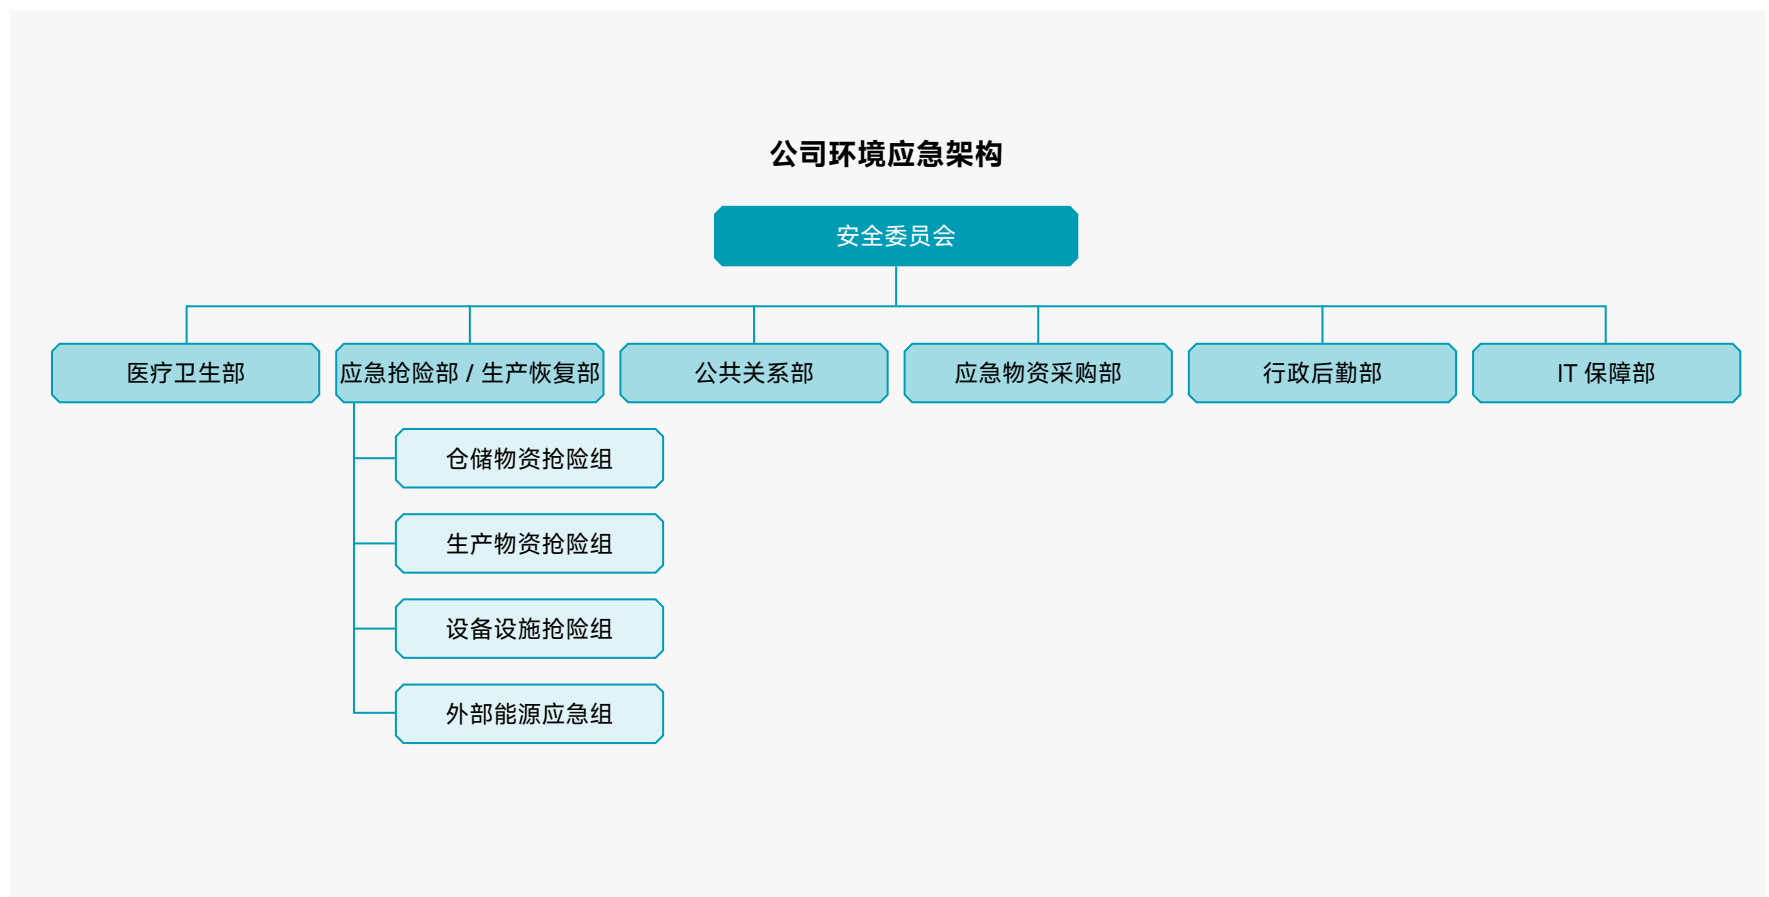 公司环境应急架构
安全委员会
医疗卫生部
应急抢险部 / 生产恢复部
公共关系部
应急物资采购部
行政后勤部
IT 保障部
仓储物资抢险组
生产物资抢险组
设备设施抢险组
外部能源应急组